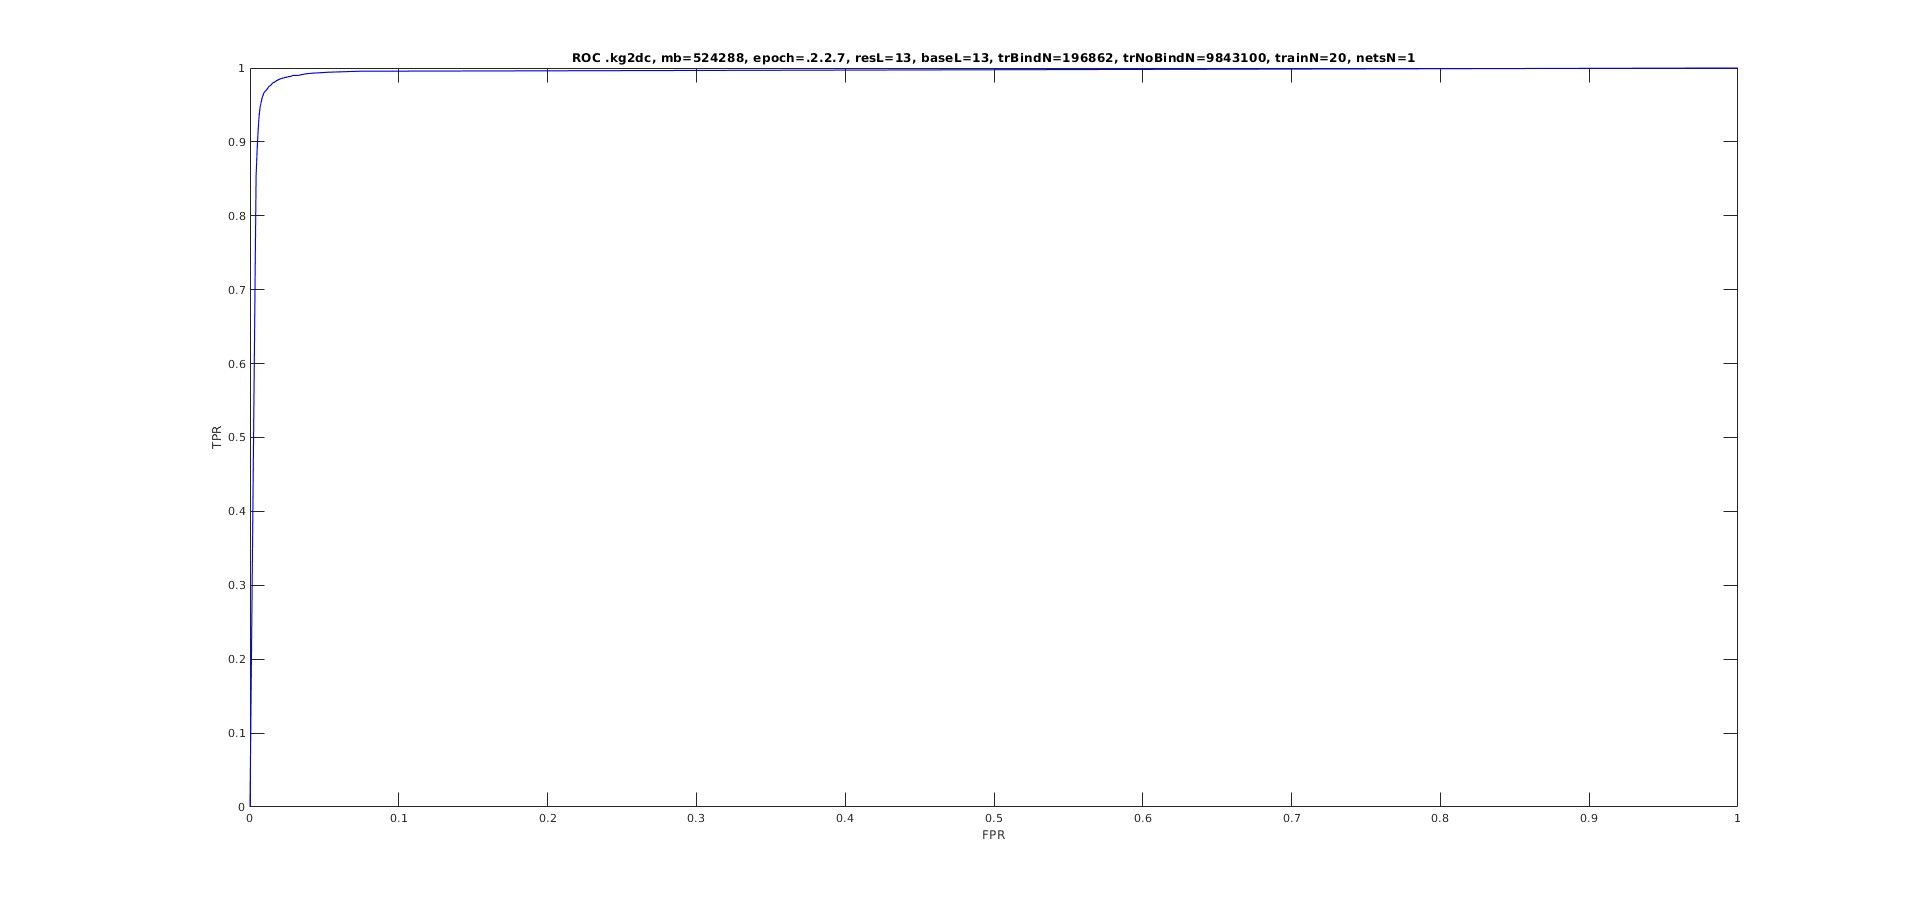 ROC .kg2dc, mb=524288, epoch=.2.2.7, resL=13, baseL=13, trBindN=196862, trNoBindN=9843100, trainN=20, netsN=1
1
0.9
0.8
0.7
0.6
TPR
0.5
0.4
0.3
0.2
0.1
0
0 0.1 0.2 0.3 0.4 0.5 0.6 0.7 0.8 0.9 1
FPR